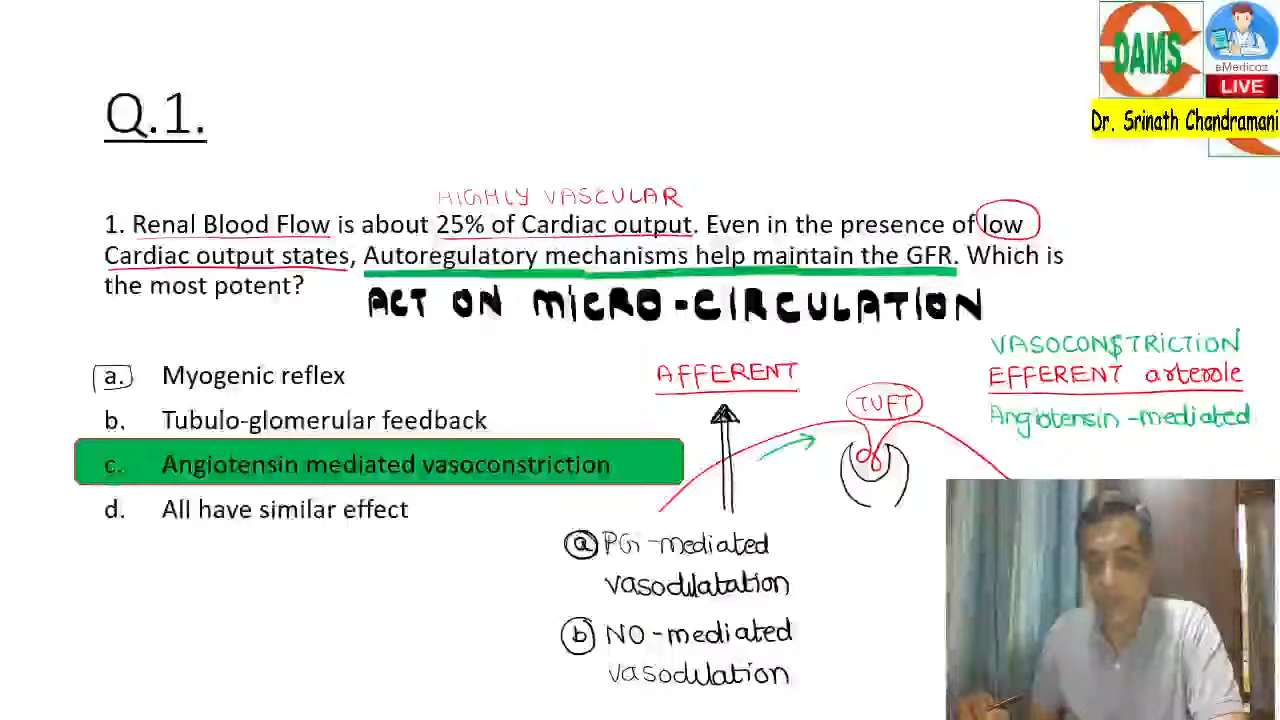 DAMS
eMedicoz
LIVE
Dr. Srinath Chandramani
Q.1.
HIGHLY VASCULAR
1. Renal Blood Flow is about 25% of Cardiac output. Even in the presence of low
Cardiac output states, Autoregulatory mechanisms help maintain the GFR. Which is
the most potent?
ACT ON MICRO-CIRCULATION
a. Myogenic reflex
b. Tubulo-glomerular feedback
c. Angiotensin mediated vasoconstriction
d. All have similar effect
AFFERENT
TUFT
VASOCONSTRICTION
EFFERENT arterole
Angiotensin-mediated
a PG-mediated
vasodilatation
b NO-mediated
vasodilation